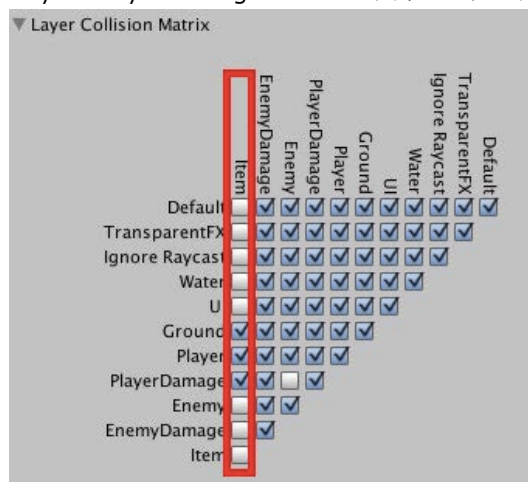 ▼ Layer Collision Matrix
Item
EnemyDamage
Enemy
PlayerDamage
Player
Ground
UI
Water
Ignore Raycast
TransparentFX
Default
Default
TransparentFX
Ignore Raycast
Water
UI
Ground
Player
PlayerDamage
Enemy
EnemyDamage
Item